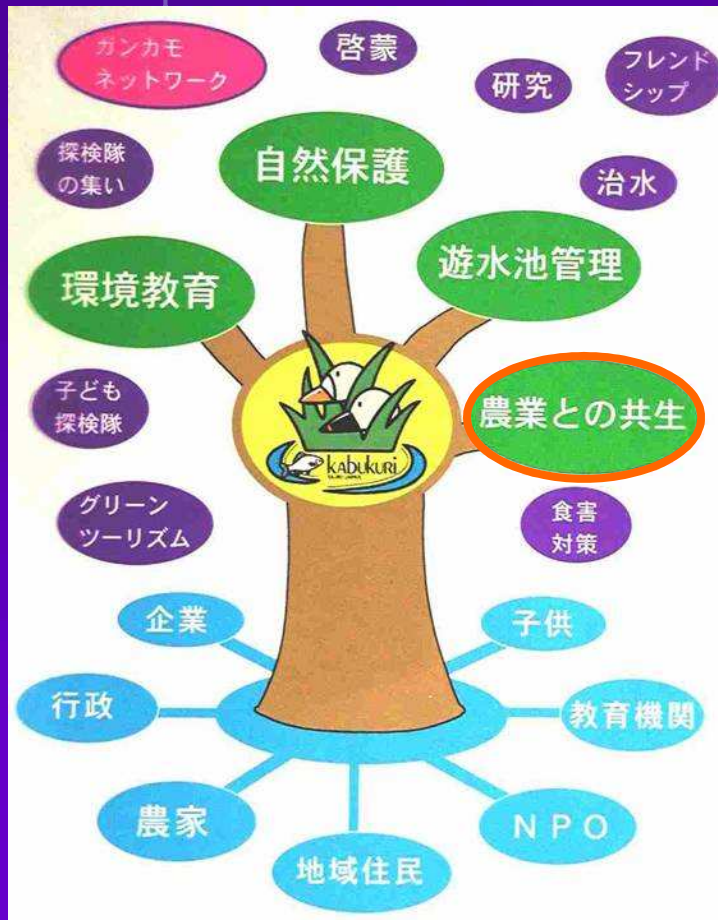 ガンカモ
ネットワーク
啓蒙
研究
フレンド
シップ
探検隊
の集い
自然保護
治水
環境教育
遊水池管理
子ども
探検隊
kabukuri
農業との共生
グリーン
ツーリズム
食害
対策
企業
子供
行政
教育機関
農家
NPO
地域住民